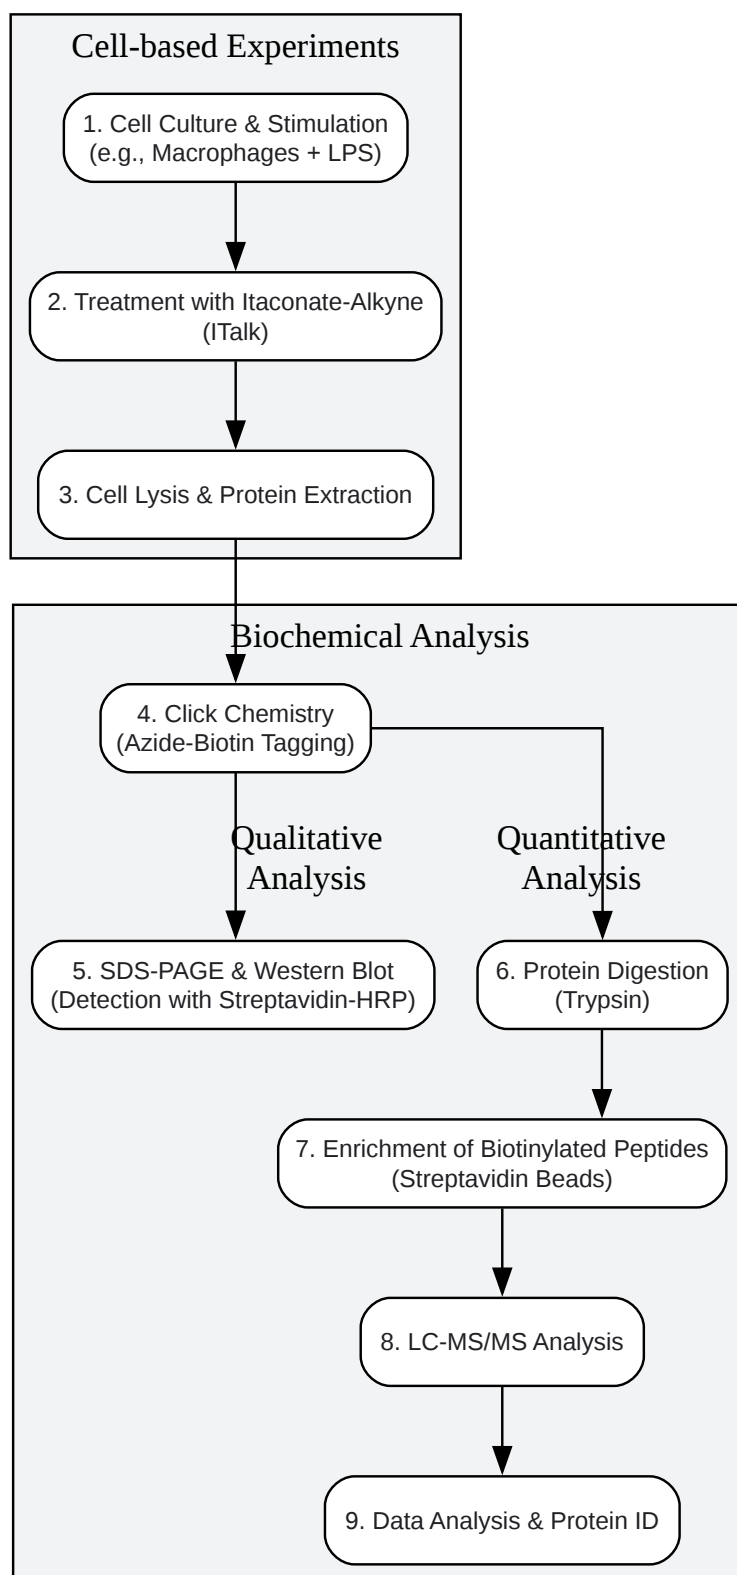 Cell-based Experiments
1. Cell Culture & Stimulation
(e.g., Macrophages + LPS)
2. Treatment with Itaconate-Alkyne
(ITalk)
3. Cell Lysis & Protein Extraction
Biochemical Analysis
4. Click Chemistry
(Azide-Biotin Tagging)
Qualitative
Analysis
Quantitative
Analysis
5. SDS-PAGE & Western Blot
(Detection with Streptavidin-HRP)
6. Protein Digestion
(Trypsin)
7. Enrichment of Biotinylated Peptides
(Streptavidin Beads)
8. LC-MS/MS Analysis
9. Data Analysis & Protein ID